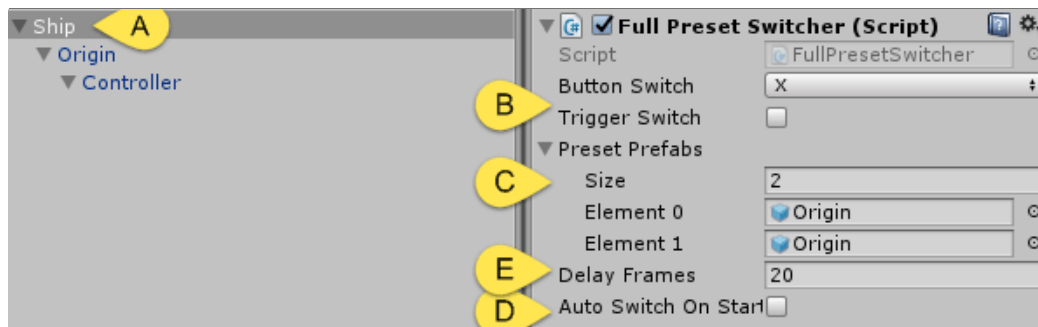 Ship
A
Origin
Controller
Full Preset Switcher (Script)
Script
FullPresetSwitcher
Button Switch
X
B
Trigger Switch
Preset Prefabs
C
Size
2
Element 0
Origin
Element 1
Origin
E
Delay Frames
20
D
Auto Switch On Start